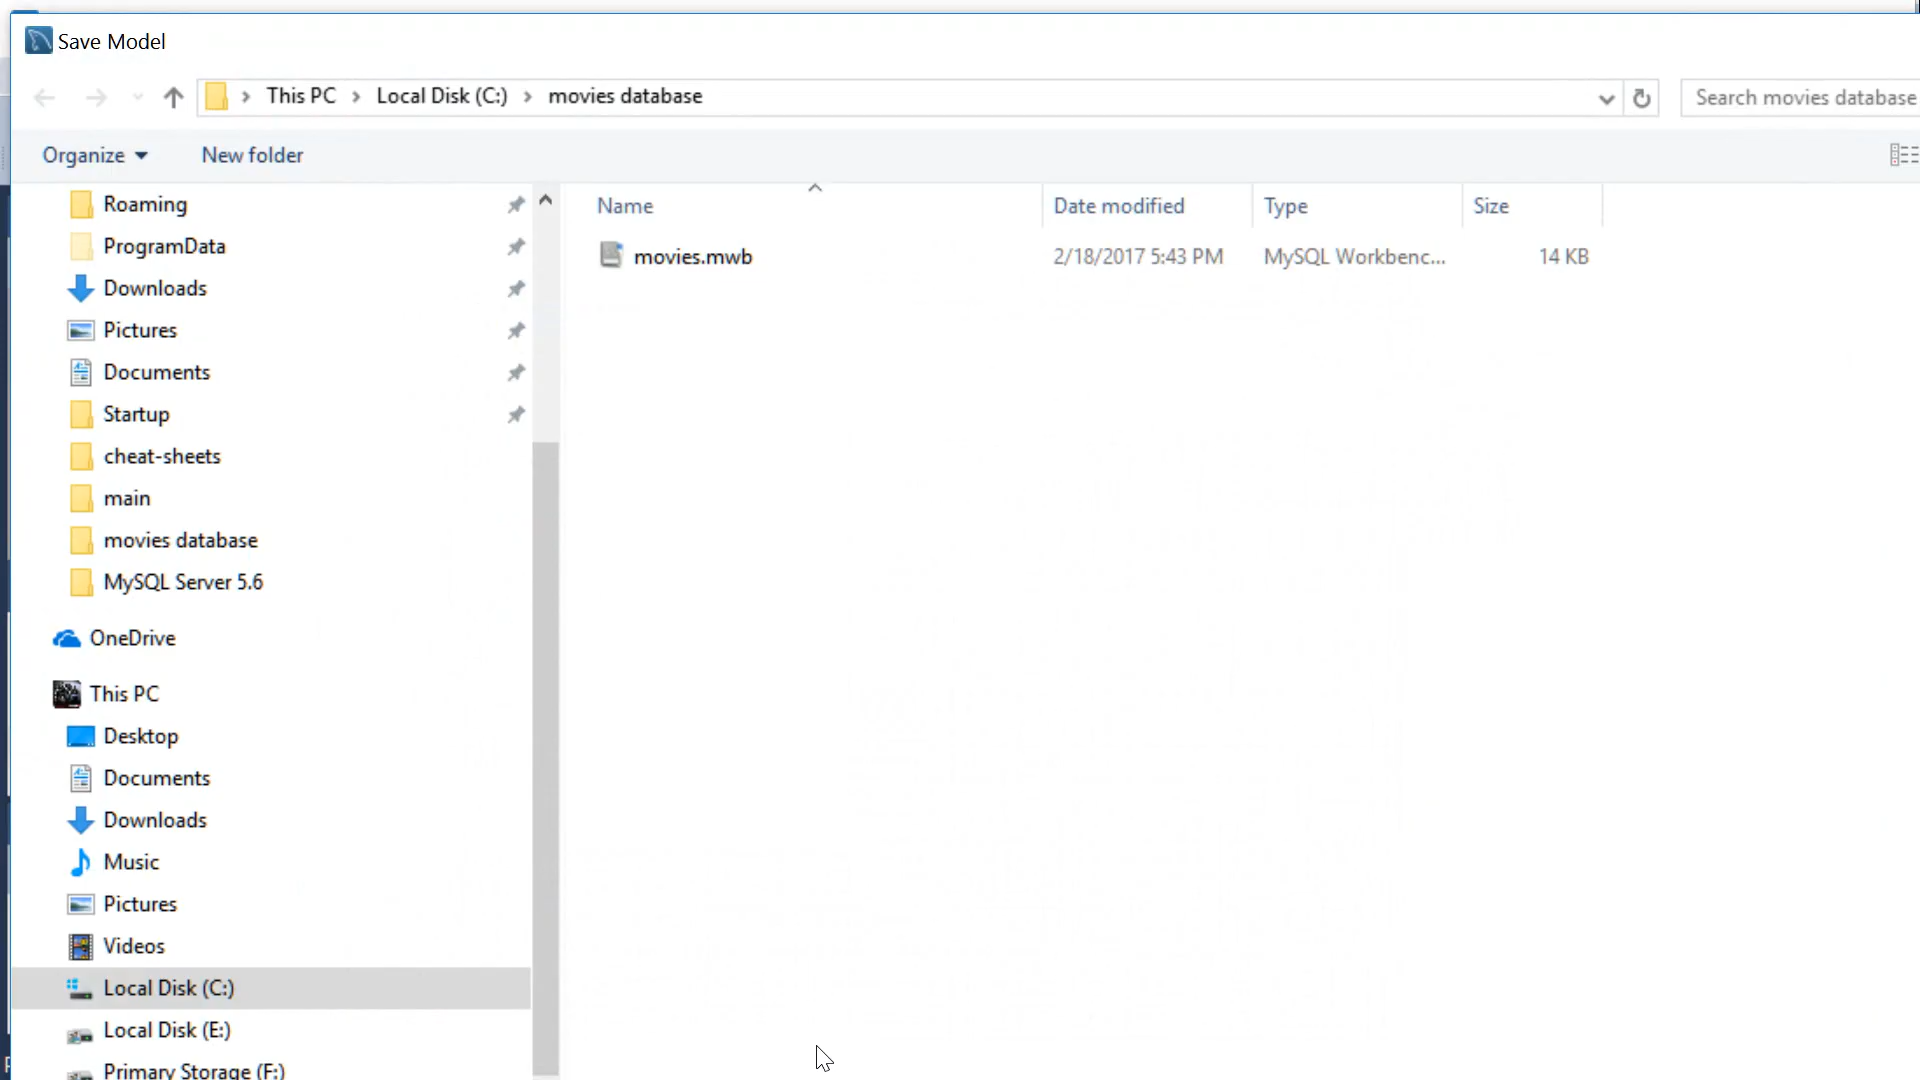 Save Model
This PC
Local Disk (C:)
movies database
Search movies database
Organize
New folder
Roaming
ProgramData
Downloads
Pictures
Documents
Startup
cheat-sheets
main
movies database
MySQL Server 5.6
OneDrive
This PC
Desktop
Documents
Downloads
Music
Pictures
Videos
Local Disk (C:)
Local Disk (E:)
Primary Storage (F:)
Name Date modified Type Size
movies.mwb 2/18/2017 5:43 PM MySQL Workbenc... 14 KB